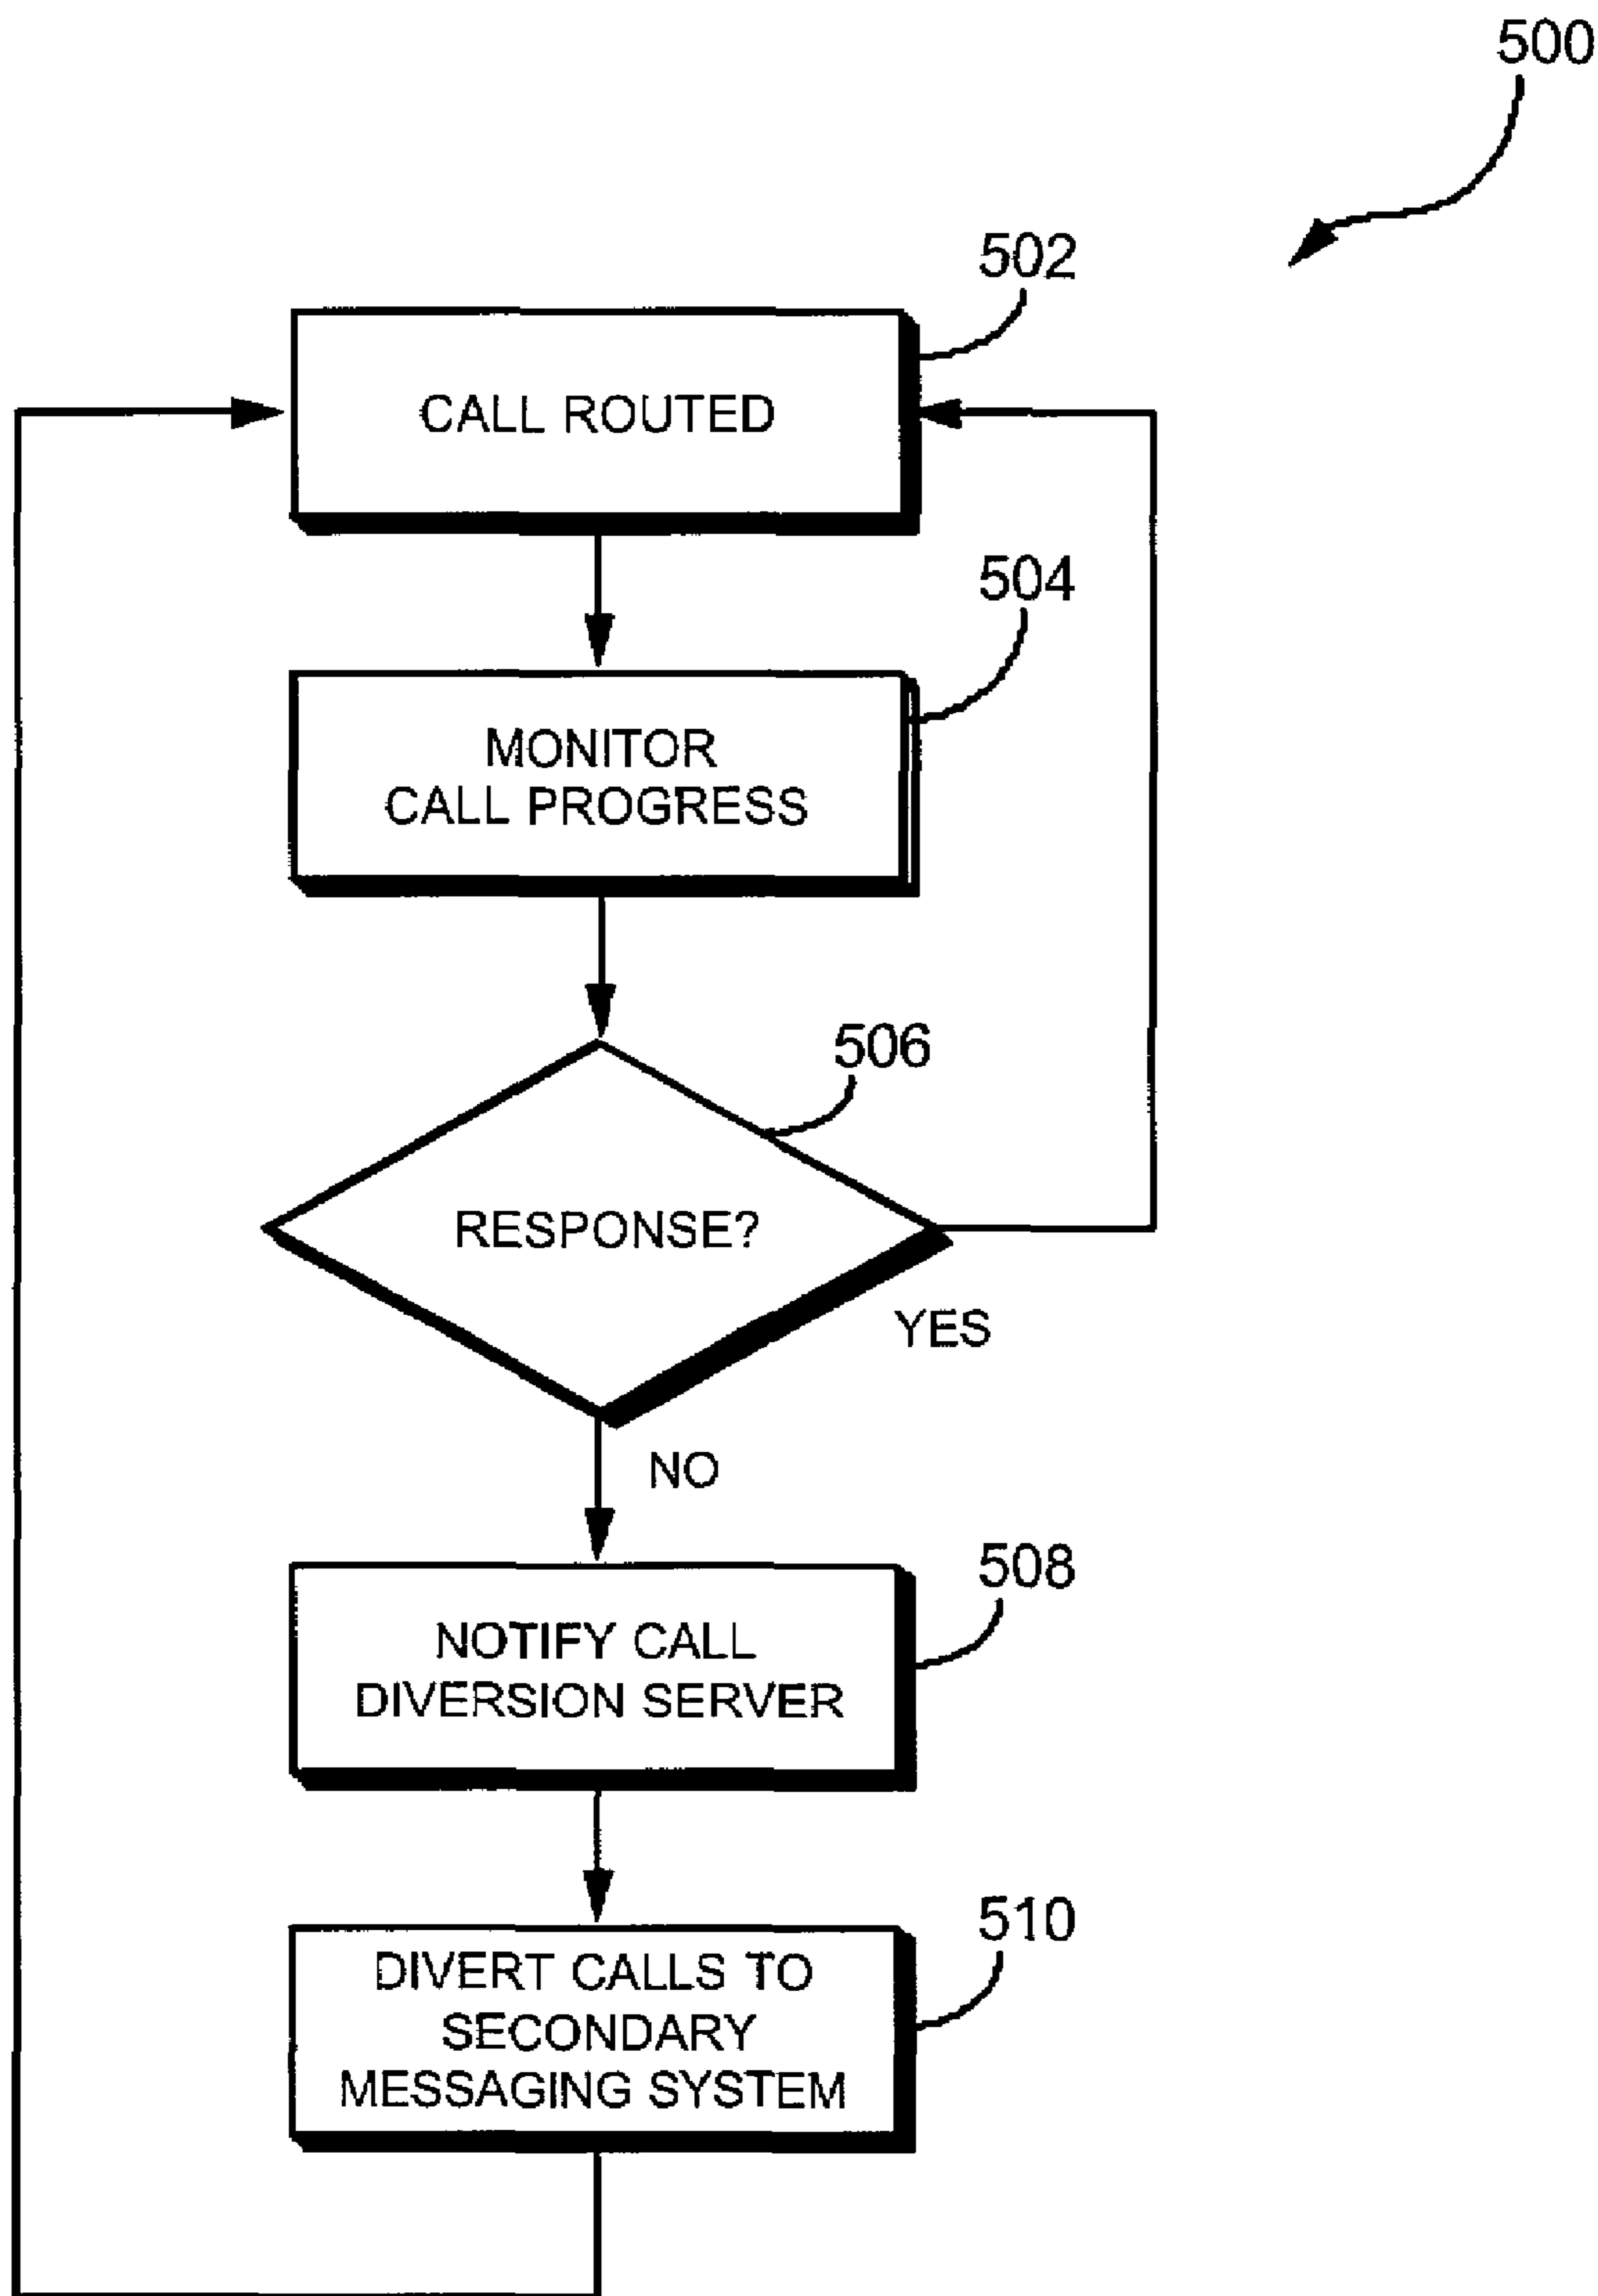 500
502
CALL ROUTED
504
MONITOR
CALL PROGRESS
506
RESPONSE?
YES
NO
508
NOTIFY CALL
DIVERSION SERVER
510
DIVERT CALLS TO
SECONDARY
MESSAGING SYSTEM